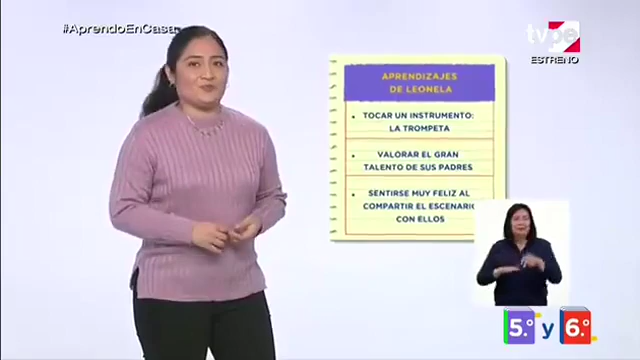 #AprendoEnCasa
tvpe
ESTRENO
APRENDIZAJES
DE LEONELA
• TOCAR UN INSTRUMENTO:
LA TROMPETA
• VALORAR EL GRAN
TALENTO DE SUS PADRES
• SENTIRSE MUY FELIZ AL
COMPARTIR EL ESCENARIO
CON ELLOS
5.° y 6.°